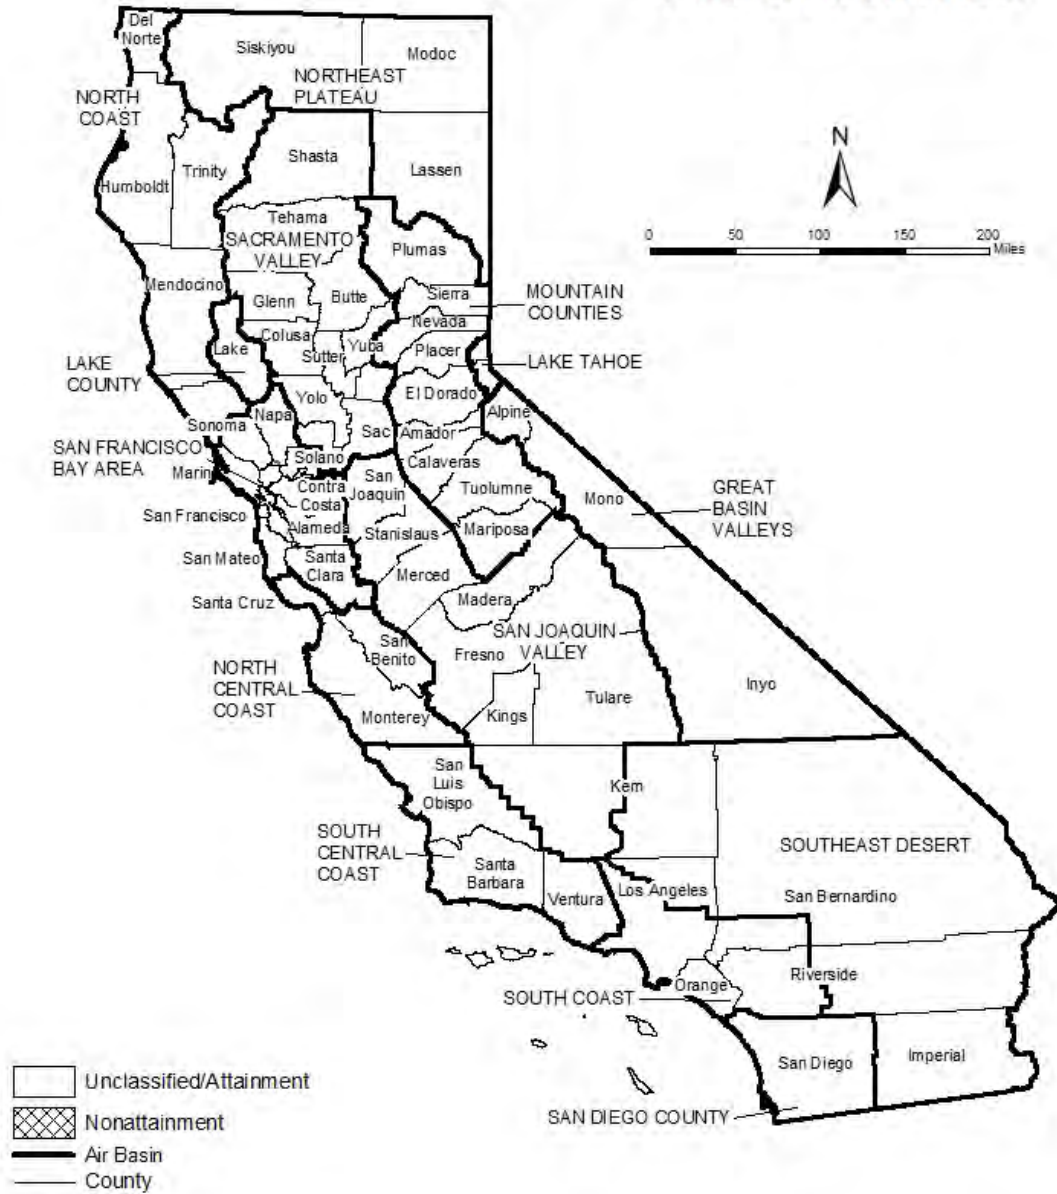 Del
Norte
Siskiyou
Modoc
NORTHEAST
PLATEAU
NORTH
COAST
Shasta
Trinity
Lassen
Humboldt
N
0 50 100 150 200
Miles
Tehama
SACRAMENTO
VALLEY
Plumas
Mendocino
Glenn
Butte
Sierra
MOUNTAIN
COUNTIES
Nevada
Colusa
Sutter
Yuba
Placer
Lake
LAKE
COUNTY
LAKE TAHOE
Yolo
El Dorado
Napa
Alpine
Sonoma
Sac
Amador
SAN FRANCISCO
BAY AREA
Marin
Solano
Calaveras
San
Joaquin
Contra
Costa
Tuolumne
Mono
GREAT
BASIN
VALLEYS
San Francisco
Alameda
Stanislaus
Mariposa
San Mateo
Santa
Clara
Merced
Santa Cruz
Madera
SAN JOAQUIN
VALLEY
San
Benito
Fresno
NORTH
CENTRAL
COAST
Monterey
Kings
Tulare
Inyo
San
Luis
Obispo
Kern
SOUTH
CENTRAL
COAST
Santa
Barbara
Ventura
Los Angeles
SOUTHEAST DESERT
San Bernardino
Riverside
Orange
SOUTH COAST
San Diego
Imperial
SAN DIEGO COUNTY
Unclassified/Attainment
Nonattainment
Air Basin
County